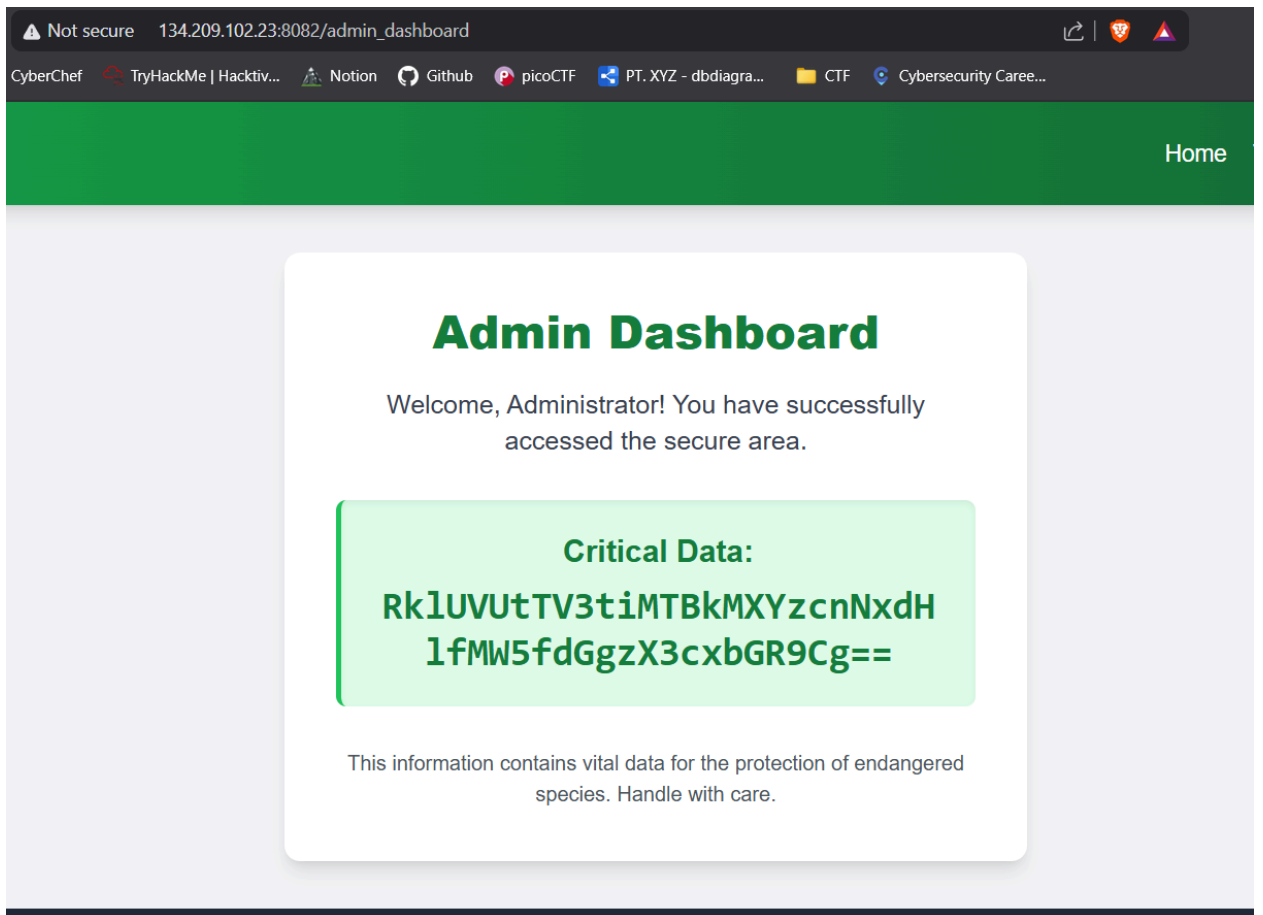 Not secure 134.209.102.23:8082/admin_dashboard
CyberChef TryHackMe | Hacktiv... Notion Github picoCTF PT. XYZ - dbdiagra... CTF Cybersecurity Caree...
Home
Admin Dashboard
Welcome, Administrator! You have successfully
accessed the secure area.
Critical Data:
RklUVUtTV3tiMTBkMXYzcnNxdH
lfMW5fdGgzX3cxbGR9Cg==
This information contains vital data for the protection of endangered
species. Handle with care.